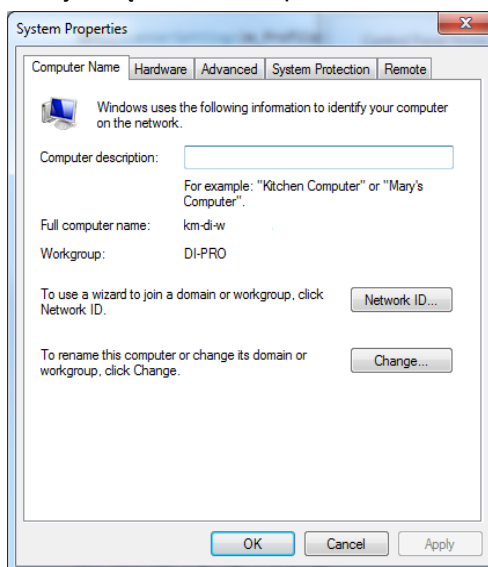 System Properties
Computer Name Hardware Advanced System Protection Remote
Windows uses the following information to identify your computer
on the network.
Computer description:
For example: "Kitchen Computer" or "Mary's
Computer".
Full computer name: km-di-w
Workgroup: DI-PRO
To use a wizard to join a domain or workgroup, click
Network ID.
Network ID...
To rename this computer or change its domain or
workgroup, click Change.
Change...
OK Cancel Apply